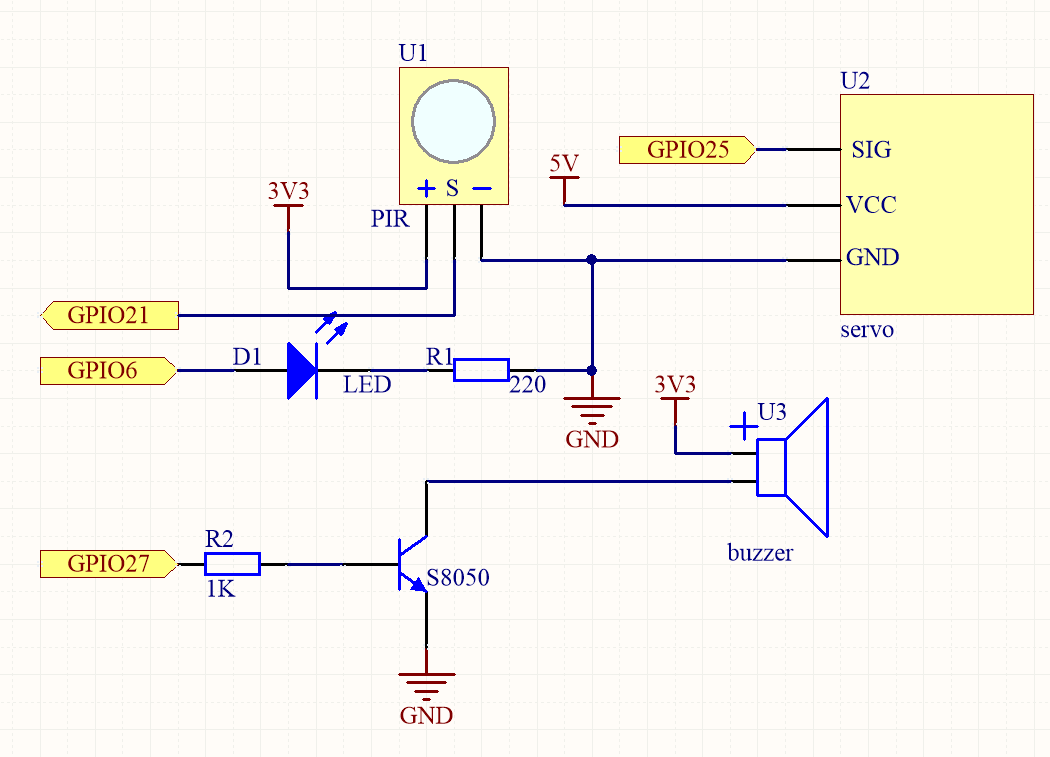 U1
U2
GPIO25
SIG
5V
+ S −
3V3
PIR
VCC
GND
GPIO21
servo
D1
R1
GPIO6
LED
220
3V3
+
U3
GND
R2
buzzer
GPIO27
S8050
1K
GND